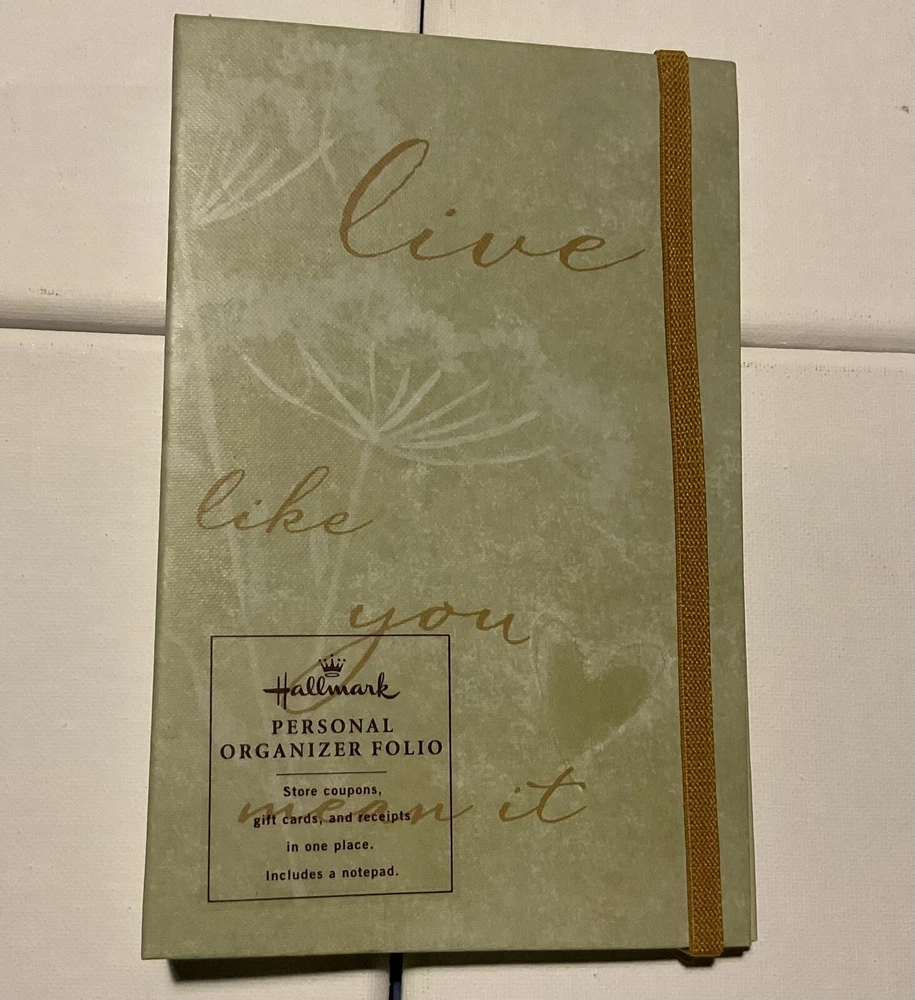 live
like
you
mean it
Hallmark
PERSONAL
ORGANIZER FOLIO
Store coupons,
gift cards, and receipts
in one place.
Includes a notepad.